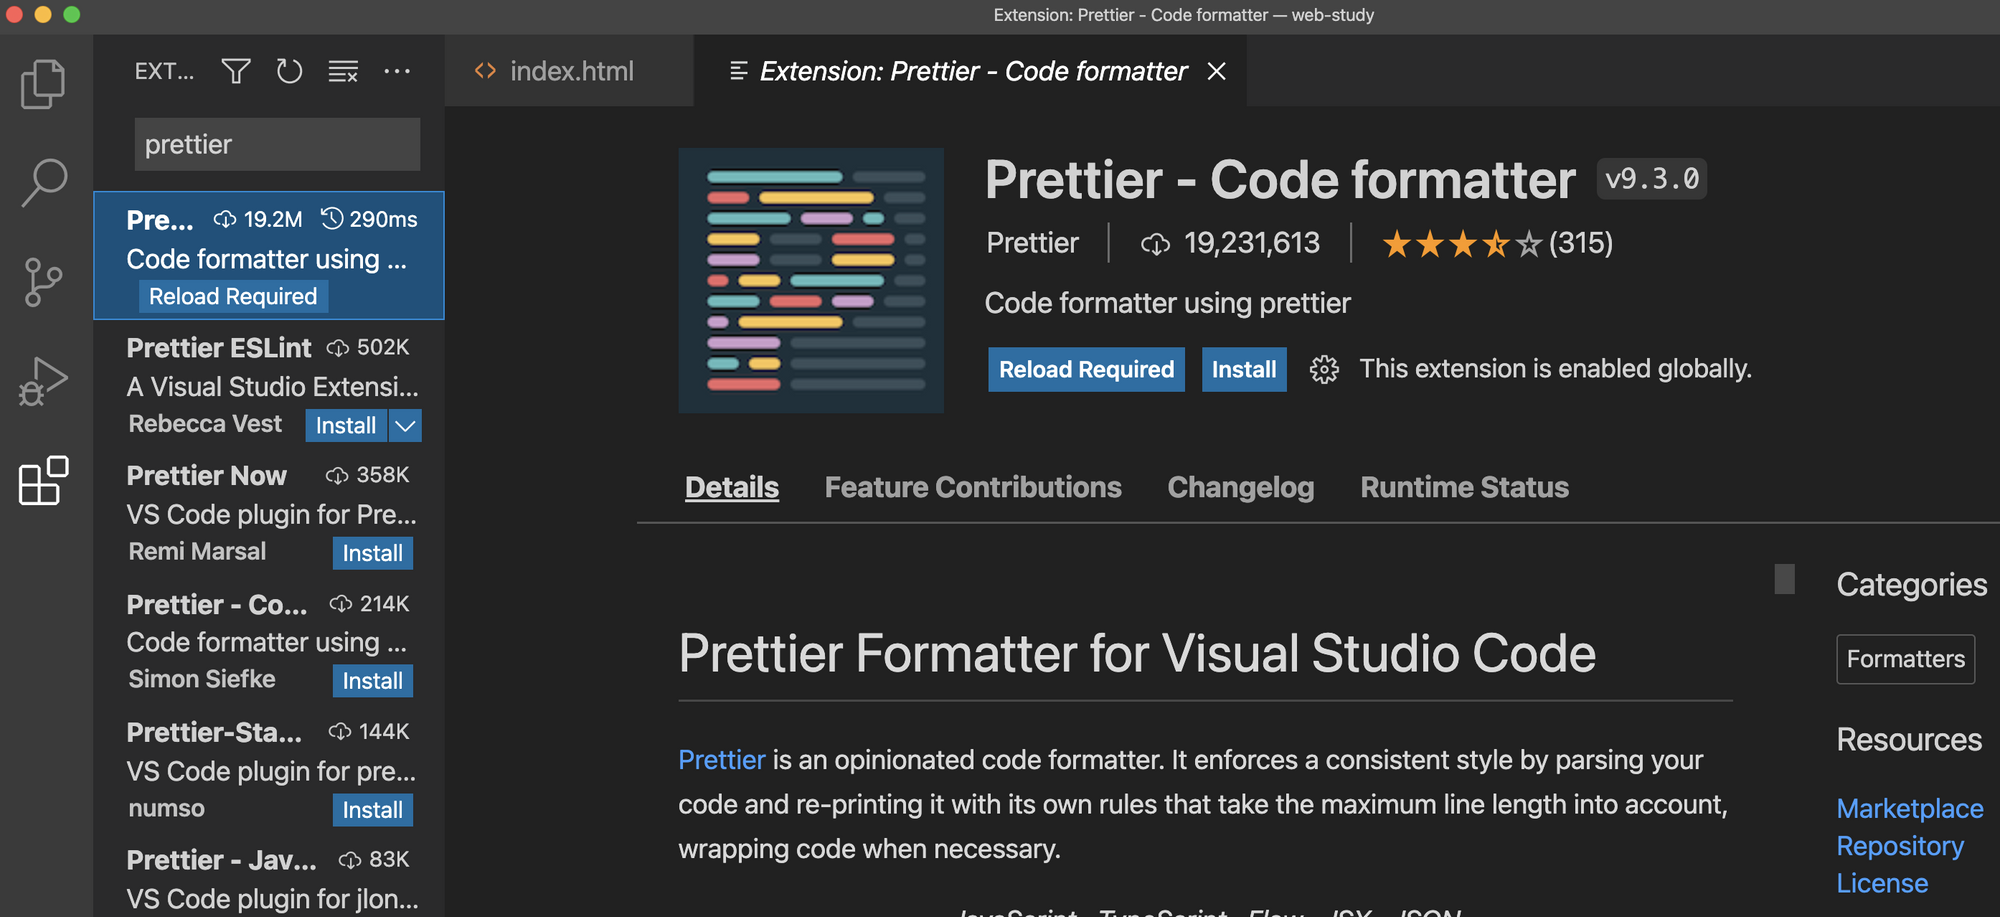 Extension: Prettier - Code formatter — web-study
EXT...
index.html
Extension: Prettier - Code formatter
prettier
Pre... 19.2M 290ms
Code formatter using ...
Reload Required
Prettier ESLint 502K
A Visual Studio Extensi...
Rebecca Vest Install
Prettier Now 358K
VS Code plugin for Pre...
Remi Marsal Install
Prettier - Co... 214K
Code formatter using ...
Simon Siefke Install
Prettier-Sta... 144K
VS Code plugin for pre...
numso Install
Prettier - Jav... 83K
VS Code plugin for jlon...
Prettier - Code formatter v9.3.0
Prettier 19,231,613 (315)
Code formatter using prettier
Reload Required Install This extension is enabled globally.
Details Feature Contributions Changelog Runtime Status
Prettier Formatter for Visual Studio Code
Prettier is an opinionated code formatter. It enforces a consistent style by parsing your
code and re-printing it with its own rules that take the maximum line length into account,
wrapping code when necessary.
JavaScript · TypeScript · Flow · JSX · JSON
Categories
Formatters
Resources
Marketplace
Repository
License